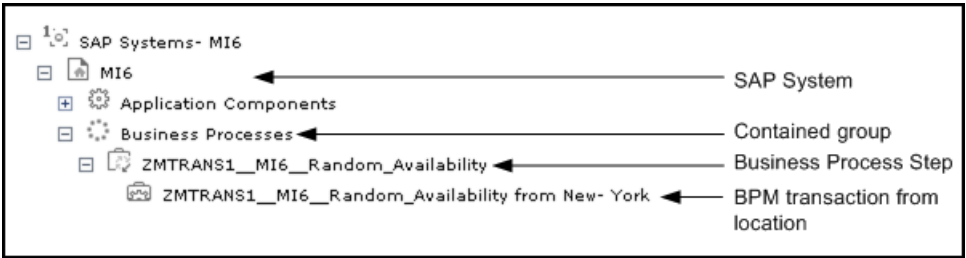 1 SAP Systems- MI6
MI6
SAP System
Application Components
Business Processes
Contained group
ZMTRANS1__MI6__Random_Availability
Business Process Step
ZMTRANS1__MI6__Random_Availability from New- York
BPM transaction from
location